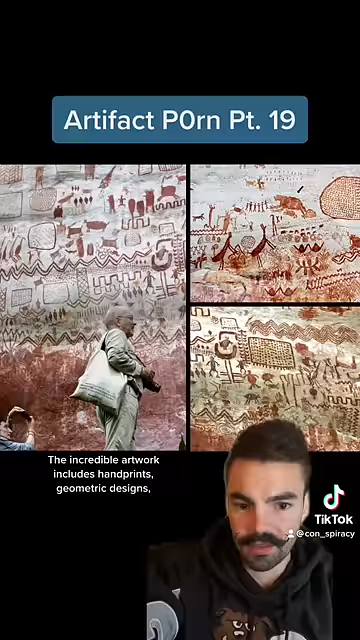 Artifact P0rn Pt. 19
The incredible artwork
includes handprints,
geometric designs,
TikTok
@con_spiracy